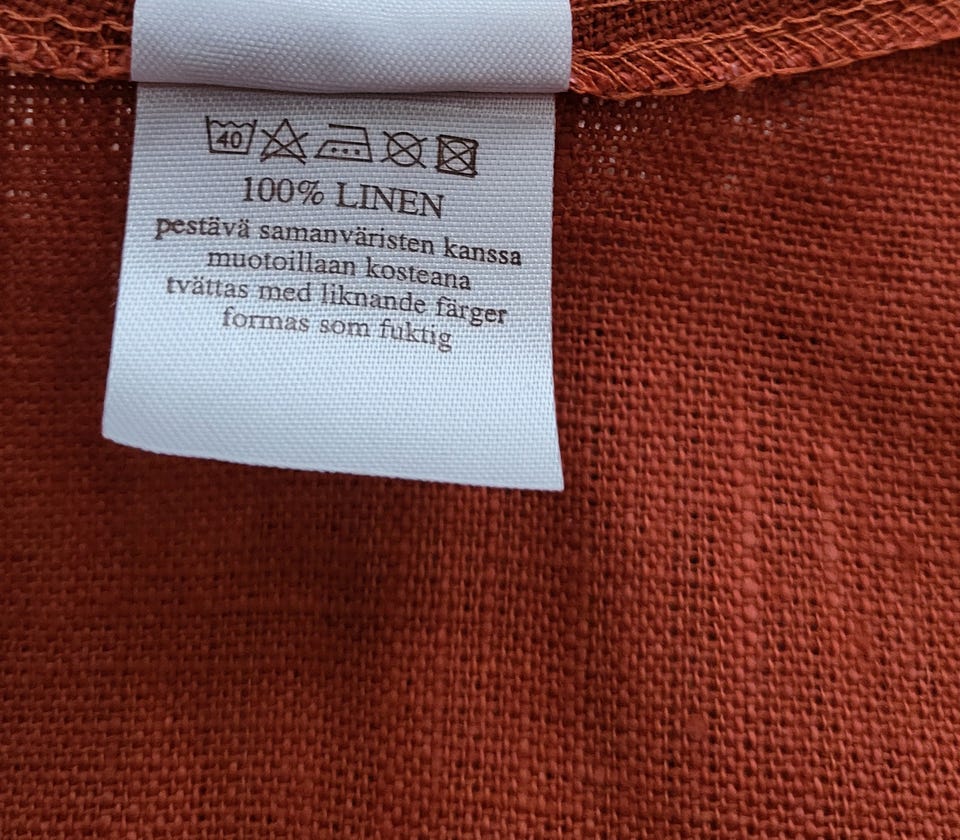 40
100% LINEN
pestävä samanväristen kanssa
muotoillaan kosteana
tvättas med liknande färger
formas som fuktig